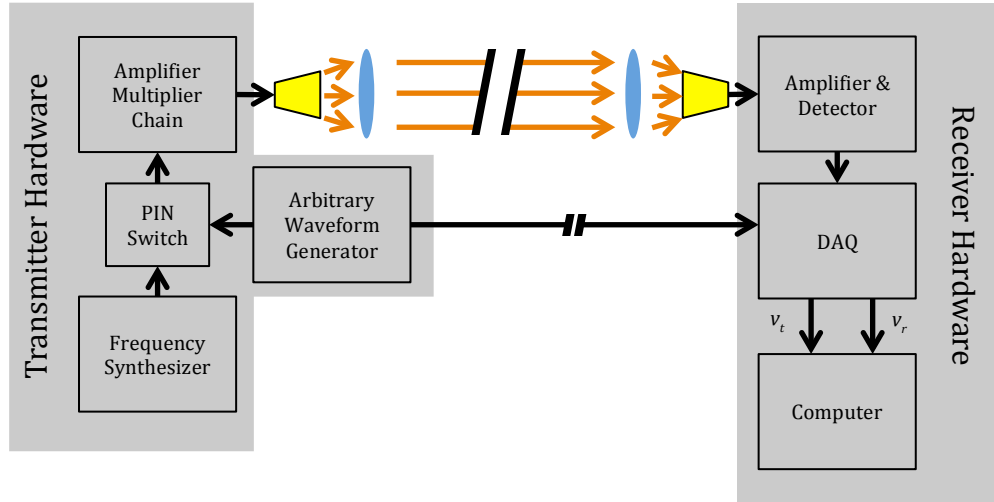 Transmitter Hardware
Amplifier
Multiplier
Chain
PIN
Switch
Frequency
Synthesizer
Arbitrary
Waveform
Generator
Amplifier &
Detector
DAQ
v_t
v_r
Computer
Receiver Hardware